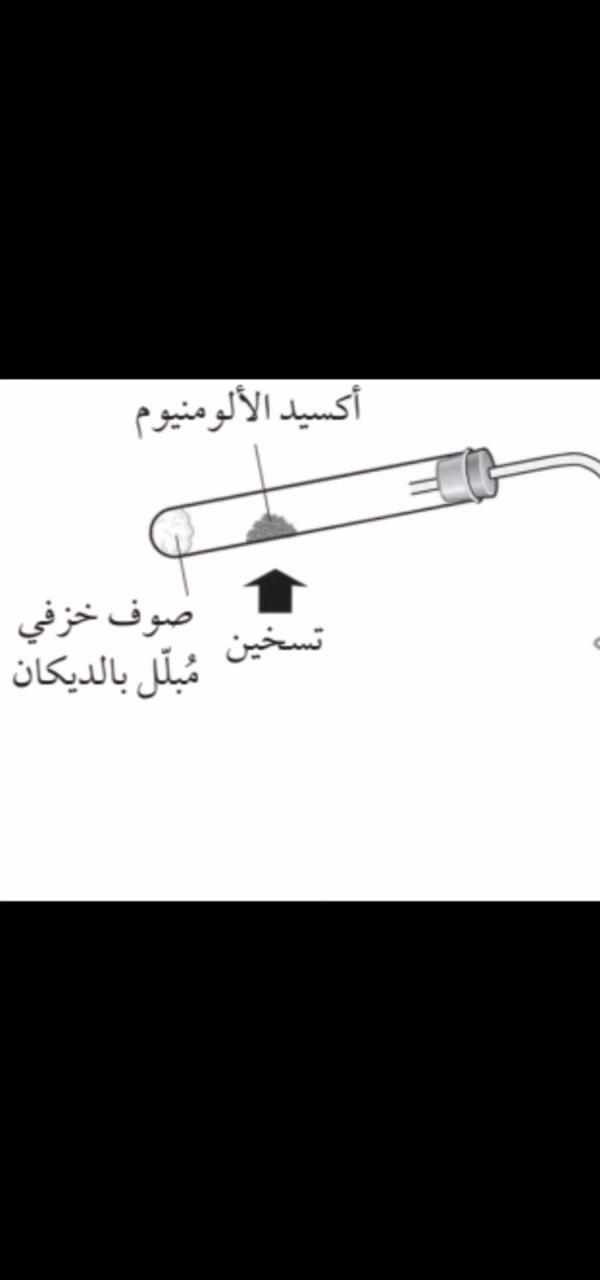 أكسيد الألومنيوم
تسخين
صوف خزفي
مُبلّل بالديكان